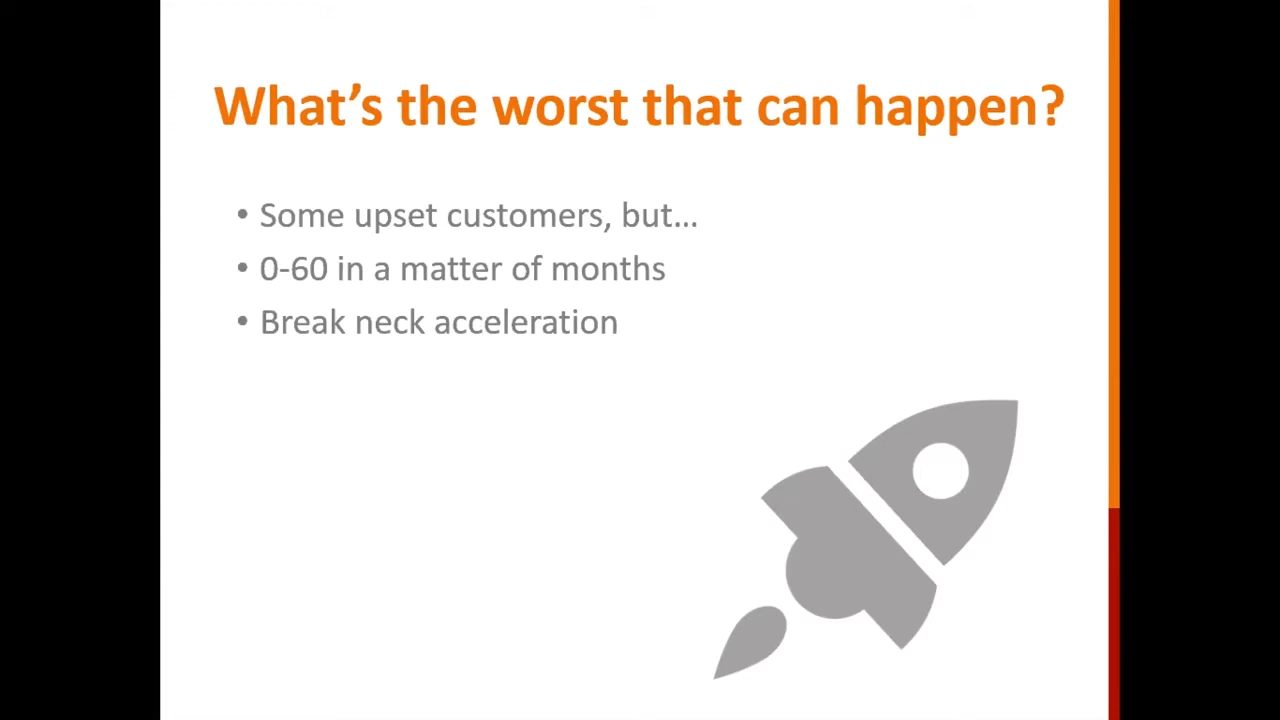 What’s the worst that can happen?
• Some upset customers, but…
• 0-60 in a matter of months
• Break neck acceleration